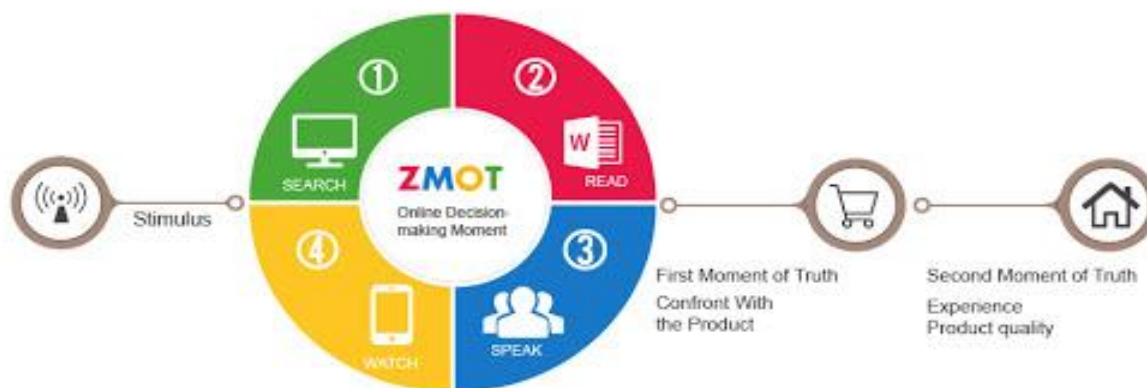 Stimulus
①
SEARCH
②
W
READ
ZMOT
Online Decision-
making Moment
④
WATCH
③
SPEAK
First Moment of Truth
Confront With
the Product
Second Moment of Truth
Experience
Product quality